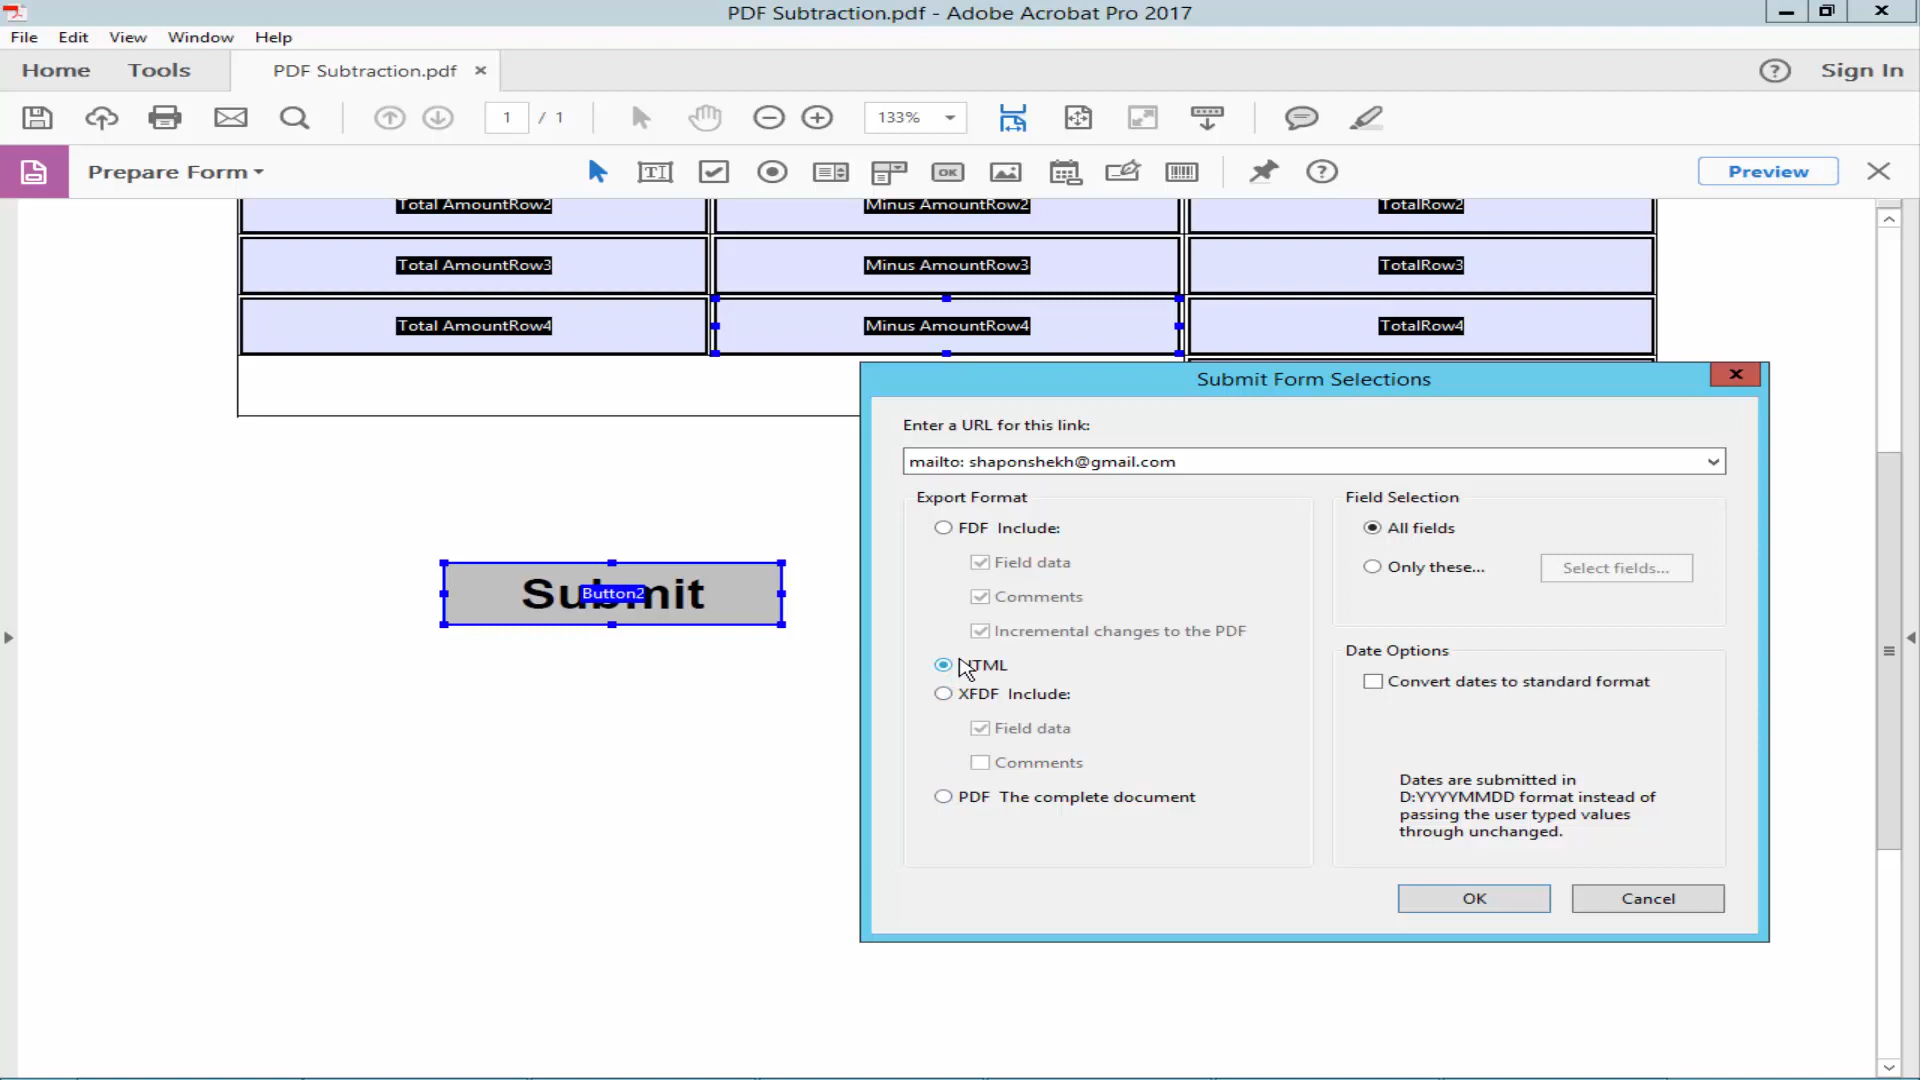 PDF Subtraction.pdf - Adobe Acrobat Pro 2017
File Edit View Window Help
Home Tools PDF Subtraction.pdf Sign In
1 / 1 133%
Prepare Form OK Preview
Total AmountRow2 Minus AmountRow2 TotalRow2
Total AmountRow3 Minus AmountRow3 TotalRow3
Total AmountRow4 Minus AmountRow4 TotalRow4
Submit Form Selections
Enter a URL for this link:
mailto: shaponshekh@gmail.com
Export Format
FDF Include:
Field data
Comments
Incremental changes to the PDF
HTML
XFDF Include:
Field data
Comments
PDF The complete document
Field Selection
All fields
Only these... Select fields...
Date Options
Convert dates to standard format
Dates are submitted in
D:YYYYMMDD format instead of
passing the user typed values
through unchanged.
OK Cancel
Submit
Button2